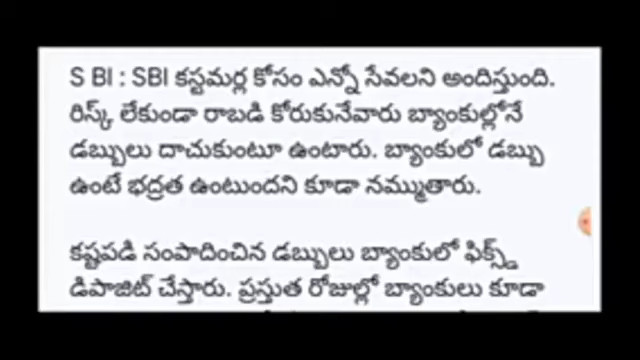 S BI : SBI కస్టమర్ల కోసం ఎన్నో సేవలని అందిస్తుంది.
రిస్క్ లేకుండా రాబడి కోరుకునేవారు బ్యాంకుల్లోనే
డబ్బులు దాచుకుంటూ ఉంటారు. బ్యాంకులో డబ్బు
ఉంటే భద్రత ఉంటుందని కూడా నమ్ముతారు.
కష్టపడి సంపాదించిన డబ్బులు బ్యాంకులో ఫిక్స్డ్
డిపాజిట్ చేస్తారు. ప్రస్తుత రోజుల్లో బ్యాంకులు కూడా